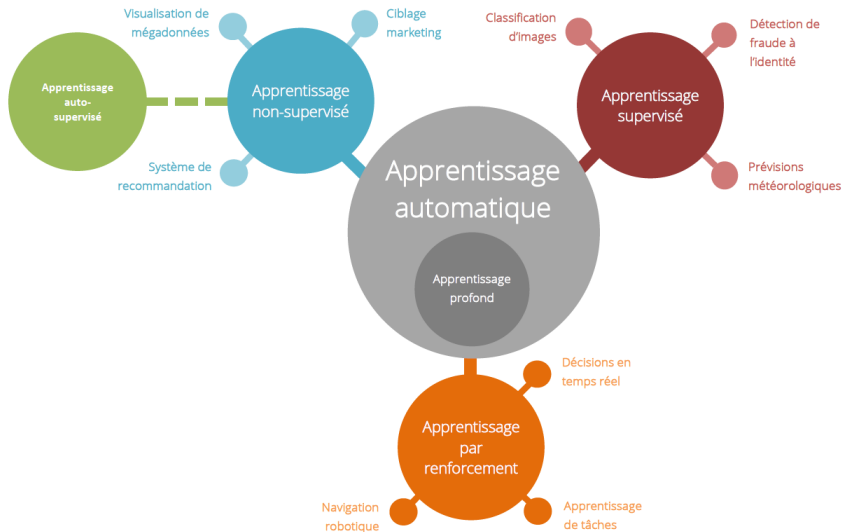 Visualisation de
mégadonnées
Ciblage
marketing
Apprentissage
auto-
supervisé
Apprentissage
non-supervisé
Système de
recommandation
Classification
d'images
Détection de
fraude à
l'identité
Apprentissage
supervisé
Prévisions
météorologiques
Apprentissage
automatique
Apprentissage
profond
Décisions en
temps réel
Apprentissage
par
renforcement
Navigation
robotique
Apprentissage
de tâches